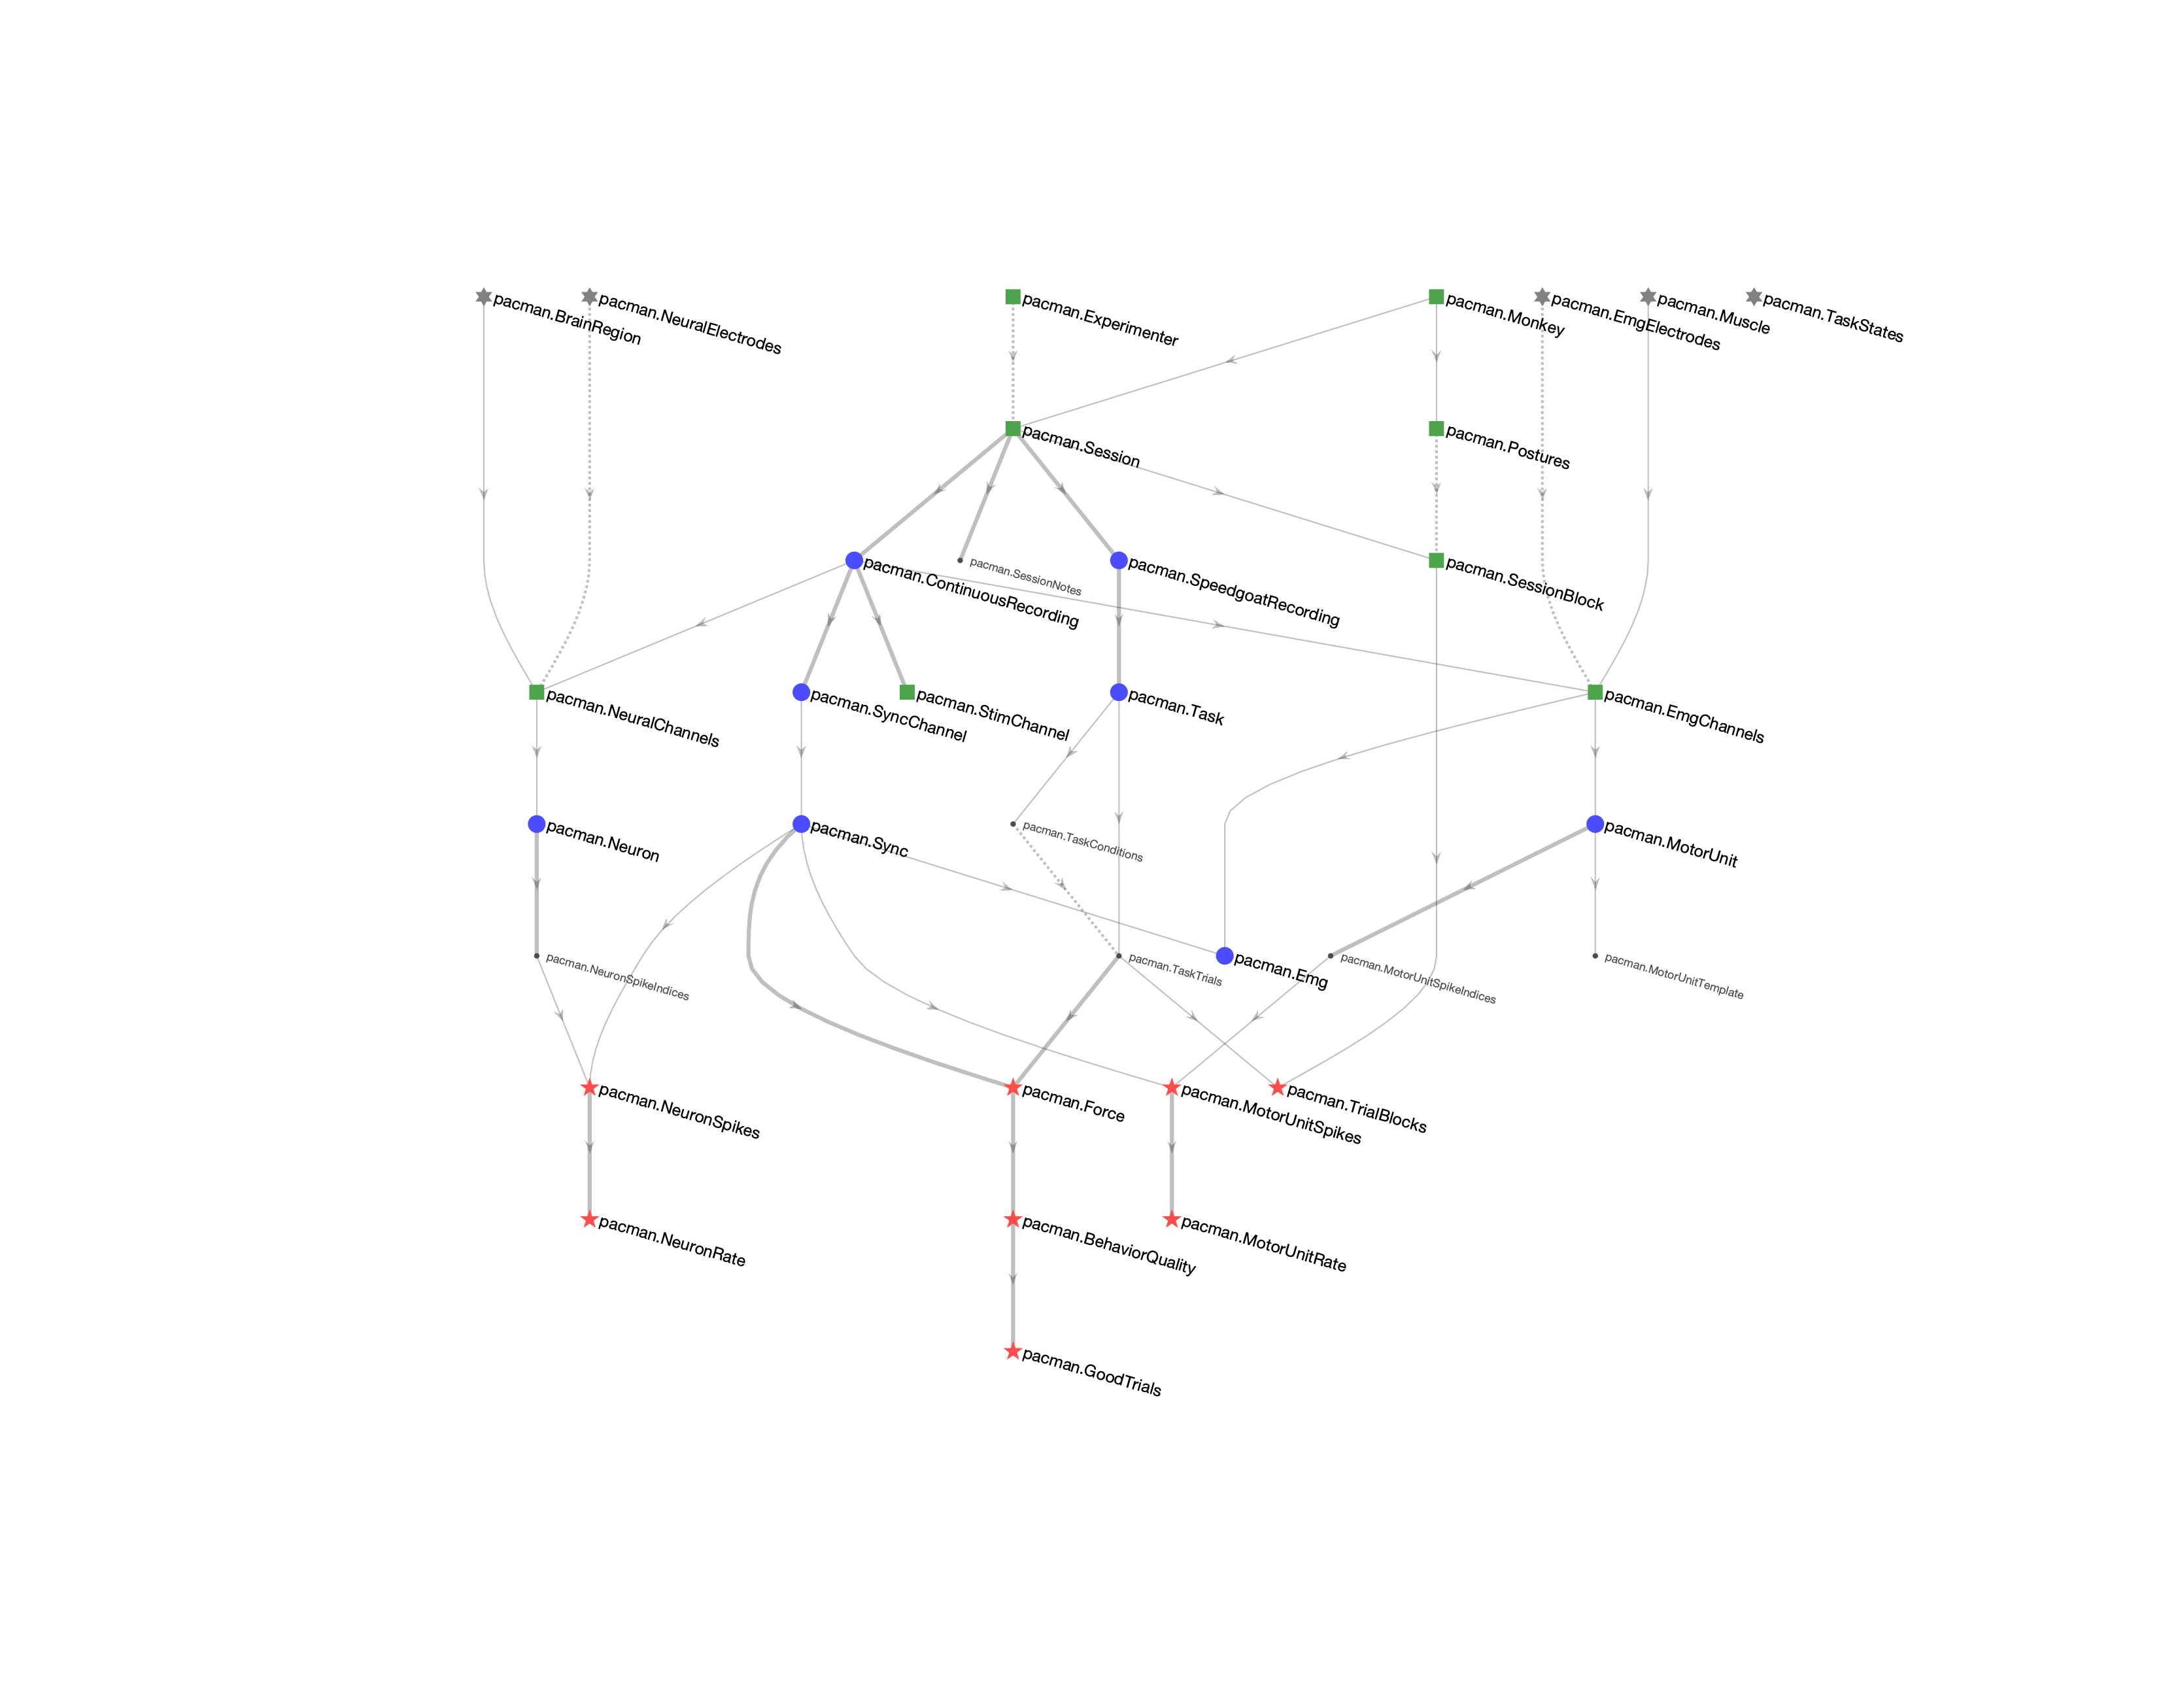 pacman.BrainRegion
pacman.NeuralElectrodes
pacman.Experimenter
pacman.Monkey
pacman.EmgElectrodes
pacman.Muscle
pacman.TaskStates
pacman.Session
pacman.Postures
pacman.ContinuousRecording
pacman.SessionNotes
pacman.SpeedgoatRecording
pacman.SessionBlock
pacman.NeuralChannels
pacman.SyncChannel
pacman.StimChannel
pacman.Task
pacman.EmgChannels
pacman.Neuron
pacman.Sync
pacman.TaskConditions
pacman.MotorUnit
pacman.NeuronSpikeIndices
pacman.TaskTrials
pacman.Emg
pacman.MotorUnitSpikeIndices
pacman.MotorUnitTemplate
pacman.NeuronSpikes
pacman.Force
pacman.MotorUnitSpikes
pacman.TrialBlocks
pacman.NeuronRate
pacman.BehaviorQuality
pacman.MotorUnitRate
pacman.GoodTrials